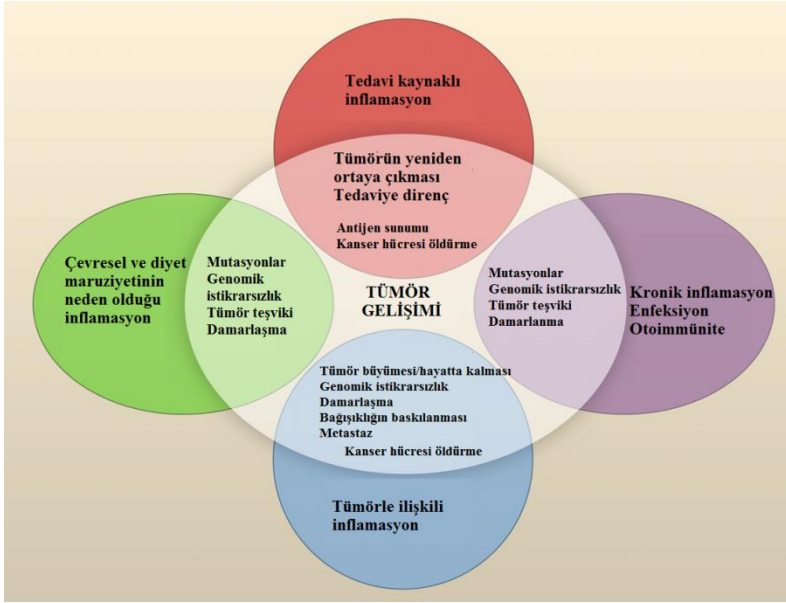 Tedavi kaynaklı
inflamasyon
Tümörün yeniden
ortaya çıkması
Tedaviye direnç
Antijen sunumu
Kanser hücresi öldürme
Çevresel ve diyet
maruziyetinin
neden olduğu
inflamasyon
Mutasyonlar
Genomik
istikrarsızlık
Tümör teşviki
Damarlaşma
TÜMÖR
GELİŞİMİ
Mutasyonlar
Genomik istikrarsızlık
Tümör teşviki
Damarlanma
Kronik inflamasyon
Enfeksiyon
Otoimmünite
Tümör büyümesi/hayatta kalması
Genomik istikrarsızlık
Damarlaşma
Bağışıklığın baskılanması
Metastaz
Kanser hücresi öldürme
Tümörle ilişkili
inflamasyon